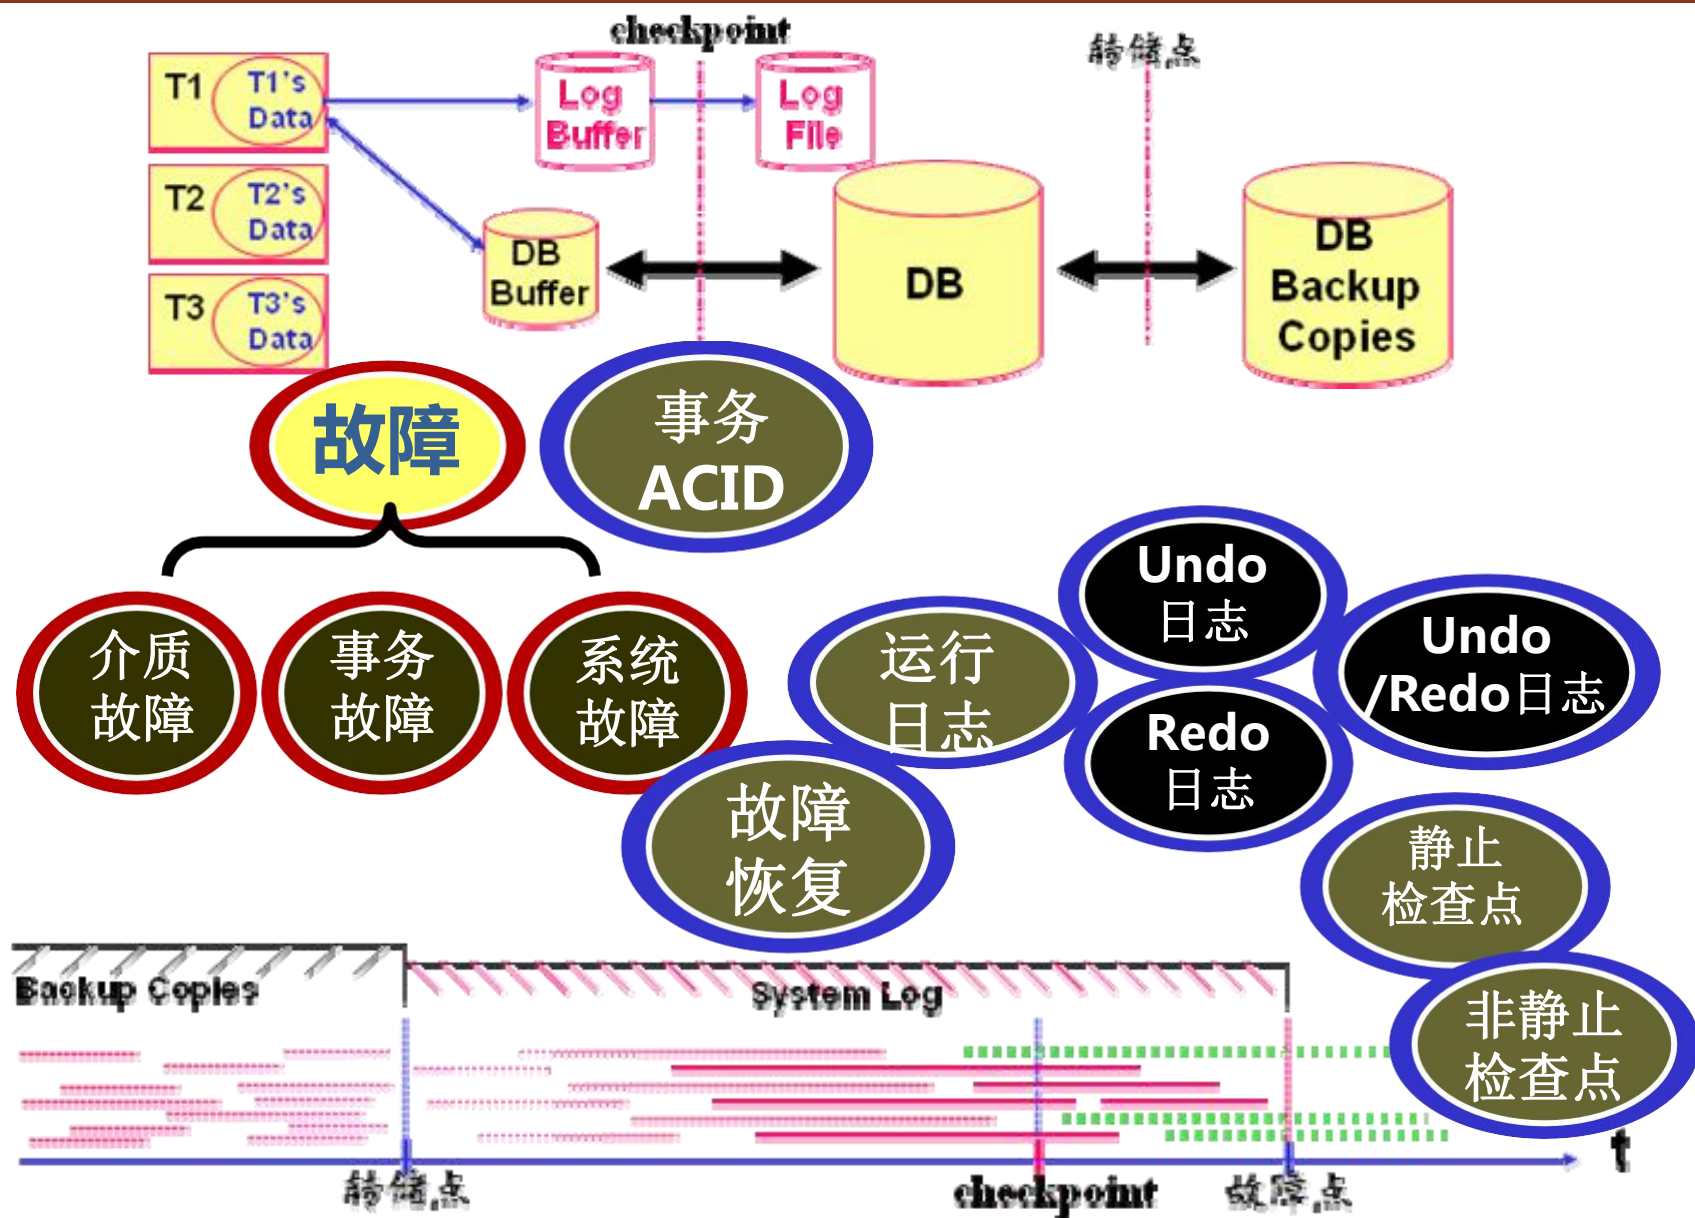 checkpoint
转储点
T1
T1's
Data
Log
Buffer
Log
File
T2
T2's
Data
DB
Buffer
DB
DB
Backup
Copies
T3
T3's
Data
故障
事务
ACID
介质
故障
事务
故障
系统
故障
运行
日志
Undo
日志
Redo
日志
Undo
/Redo日志
故障
恢复
静止
检查点
非静止
检查点
Backup Copies
System Log
t
转储点
checkpoint
故障点